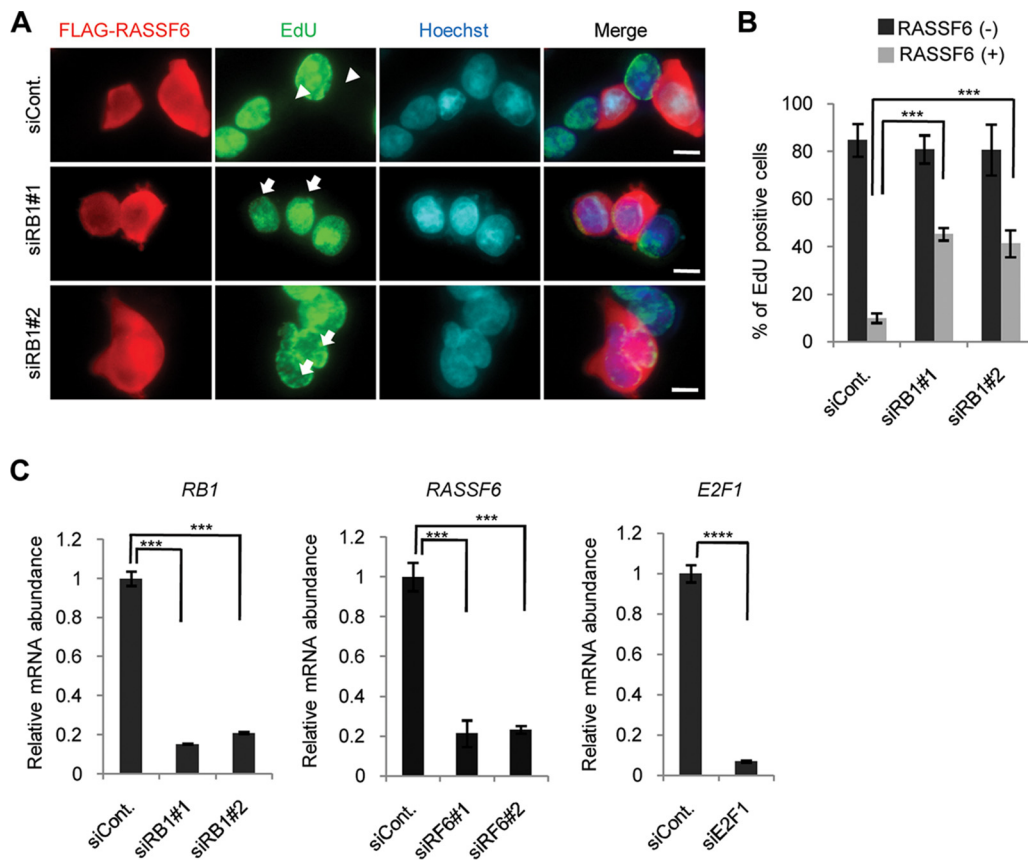 A
FLAG-RASSF6 EdU Hoechst Merge
siCont.
siRB1#1
siRB1#2
B
RASSF6 (-)
RASSF6 (+)
***
***
% of EdU positive cells
100
80
60
40
20
0
siCont. siRB1#1 siRB1#2
C
RB1
Relative mRNA abundance
1.2
1
0.8
0.6
0.4
0.2
0
***
***
siCont. siRB1#1 siRB1#2
RASSF6
Relative mRNA abundance
1.2
1
0.8
0.6
0.4
0.2
0
***
***
siCont. siRF6#1 siRF6#2
E2F1
Relative mRNA abundance
1.2
1
0.8
0.6
0.4
0.2
0
****
siCont. siE2F1